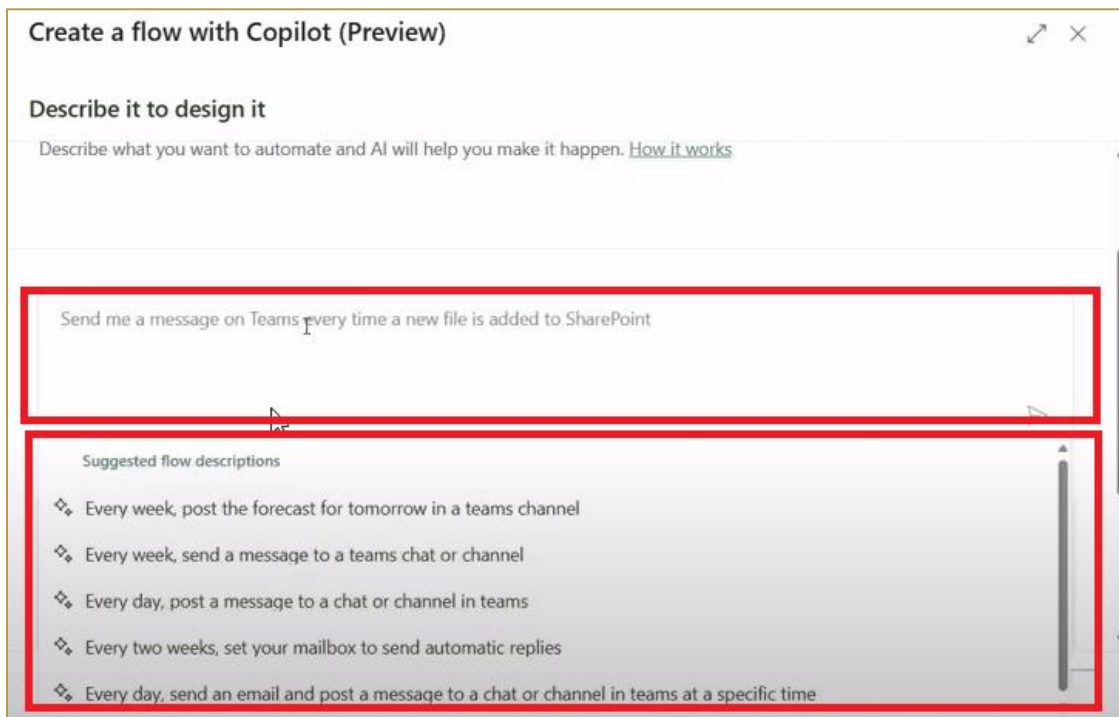 Create a flow with Copilot (Preview)
Describe it to design it
Describe what you want to automate and AI will help you make it happen. How it works
Send me a message on Teams every time a new file is added to SharePoint
Suggested flow descriptions
Every week, post the forecast for tomorrow in a teams channel
Every week, send a message to a teams chat or channel
Every day, post a message to a chat or channel in teams
Every two weeks, set your mailbox to send automatic replies
Every day, send an email and post a message to a chat or channel in teams at a specific time